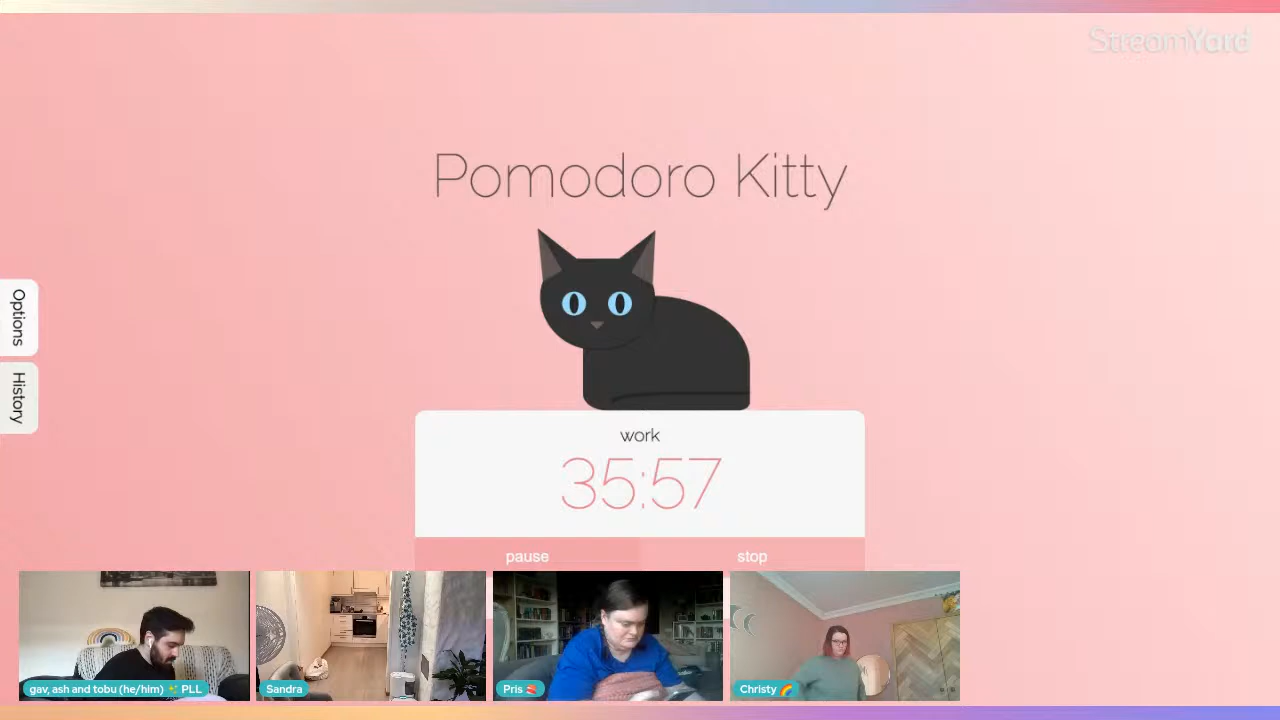 StreamYard
Pomodoro Kitty
Options
History
work
35:57
pause
stop
gav, ash and tobu (he/him) ✨ PLL
Sandra
Pris
Christy 🌈